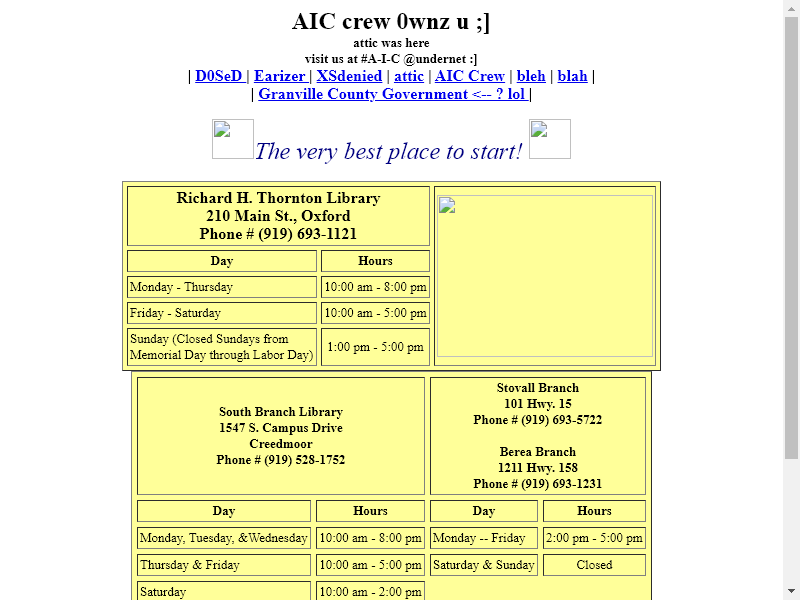 AIC crew 0wnz u ;]
attic was here
visit us at #A-I-C @undernet :]
| D0SeD | Earizer | XSdenied | attic | AIC Crew | bleh | blah |
| Granville County Government <-- ? lol |
The very best place to start!
Richard H. Thornton Library
210 Main St., Oxford
Phone # (919) 693-1121
Day Hours
Monday - Thursday 10:00 am - 8:00 pm
Friday - Saturday 10:00 am - 5:00 pm
Sunday (Closed Sundays from
Memorial Day through Labor Day) 1:00 pm - 5:00 pm
South Branch Library
1547 S. Campus Drive
Creedmoor
Phone # (919) 528-1752
Stovall Branch
101 Hwy. 15
Phone # (919) 693-5722
Berea Branch
1211 Hwy. 158
Phone # (919) 693-1231
Day Hours Day Hours
Monday, Tuesday, &Wednesday 10:00 am - 8:00 pm Monday -- Friday 2:00 pm - 5:00 pm
Thursday & Friday 10:00 am - 5:00 pm Saturday & Sunday Closed
Saturday 10:00 am - 2:00 pm